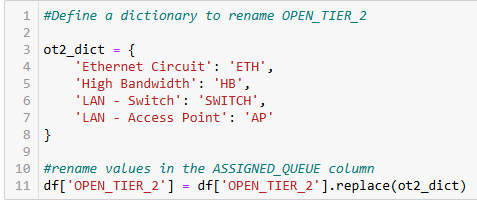 1 #Define a dictionary to rename OPEN_TIER_2
2
3 ot2_dict = {
4     'Ethernet Circuit': 'ETH',
5     'High Bandwidth': 'HB',
6     'LAN - Switch': 'SWITCH',
7     'LAN - Access Point': 'AP'
8 }
9
10 #rename values in the ASSIGNED_QUEUE column
11 df['OPEN_TIER_2'] = df['OPEN_TIER_2'].replace(ot2_dict)